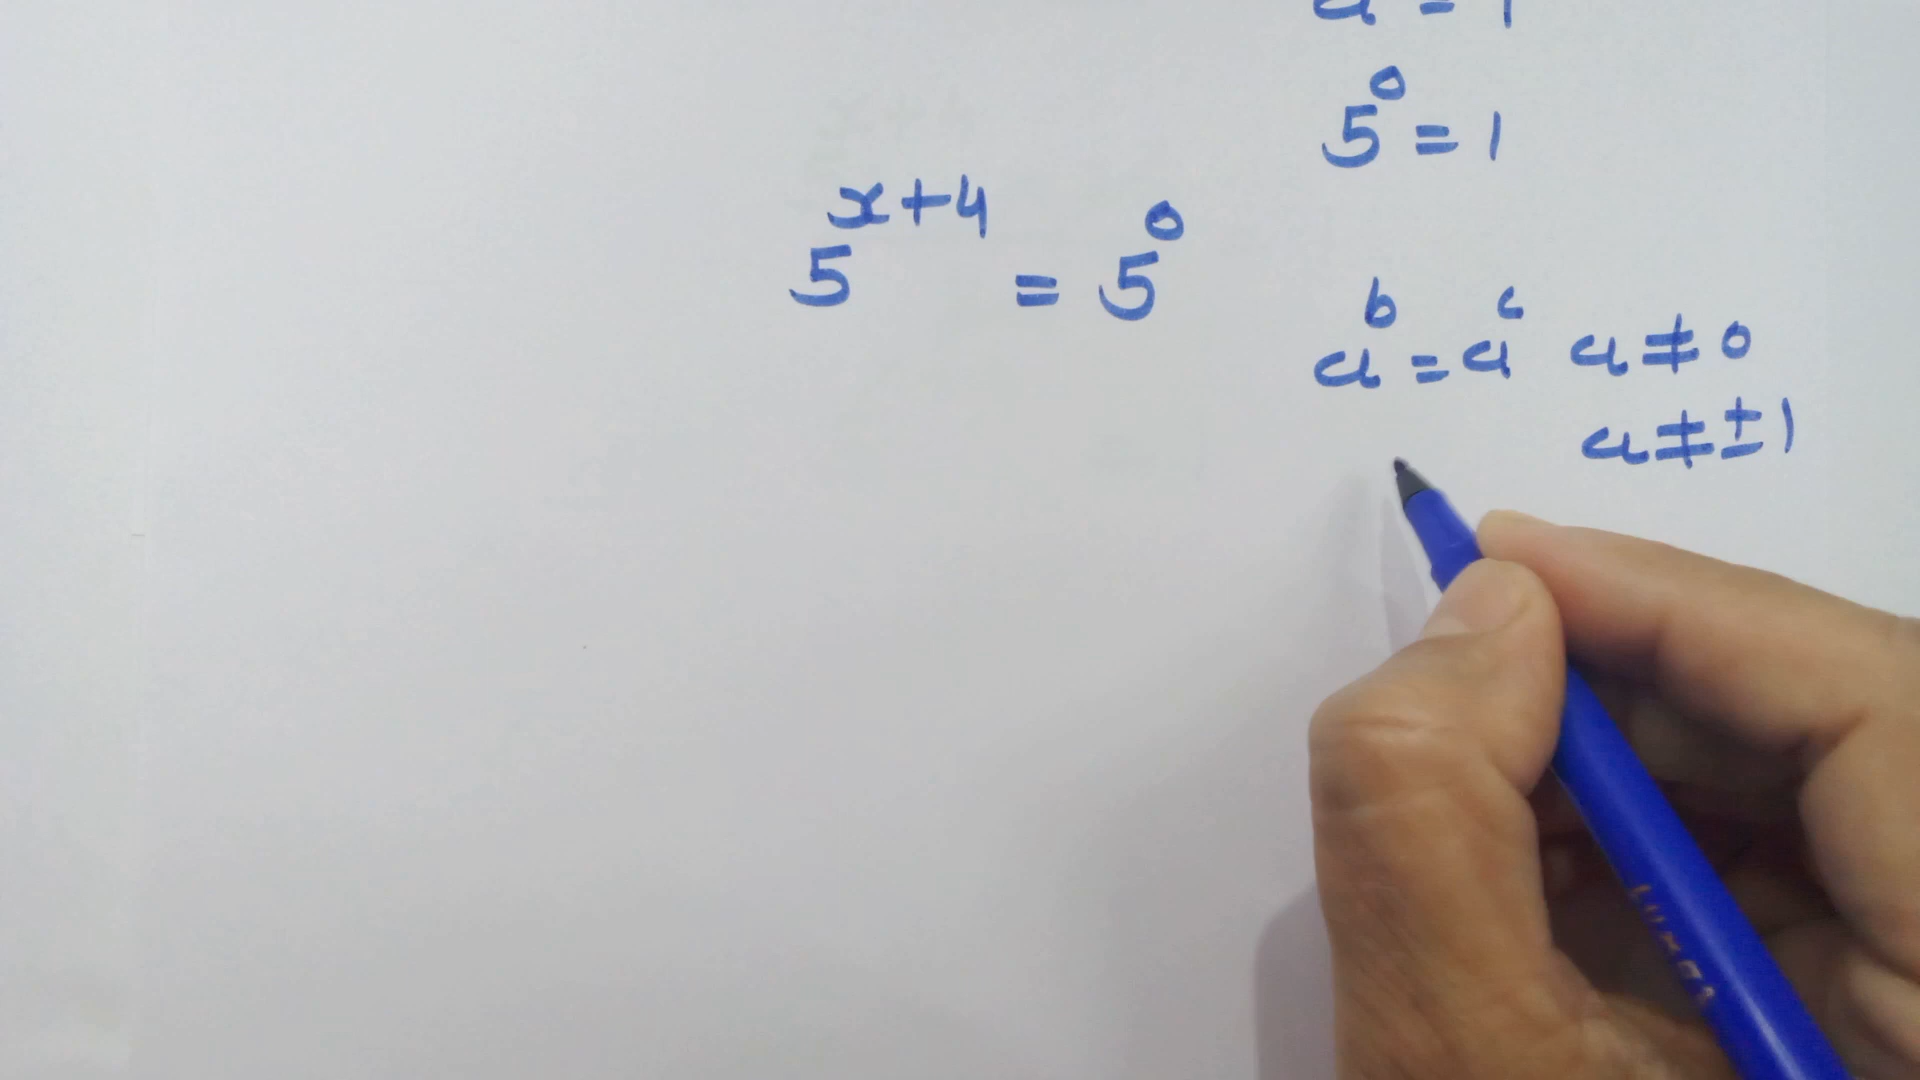 5^{x+4} = 5^0
5^0 = 1
a^b = a^c a ≠ 0
a ≠ ±1